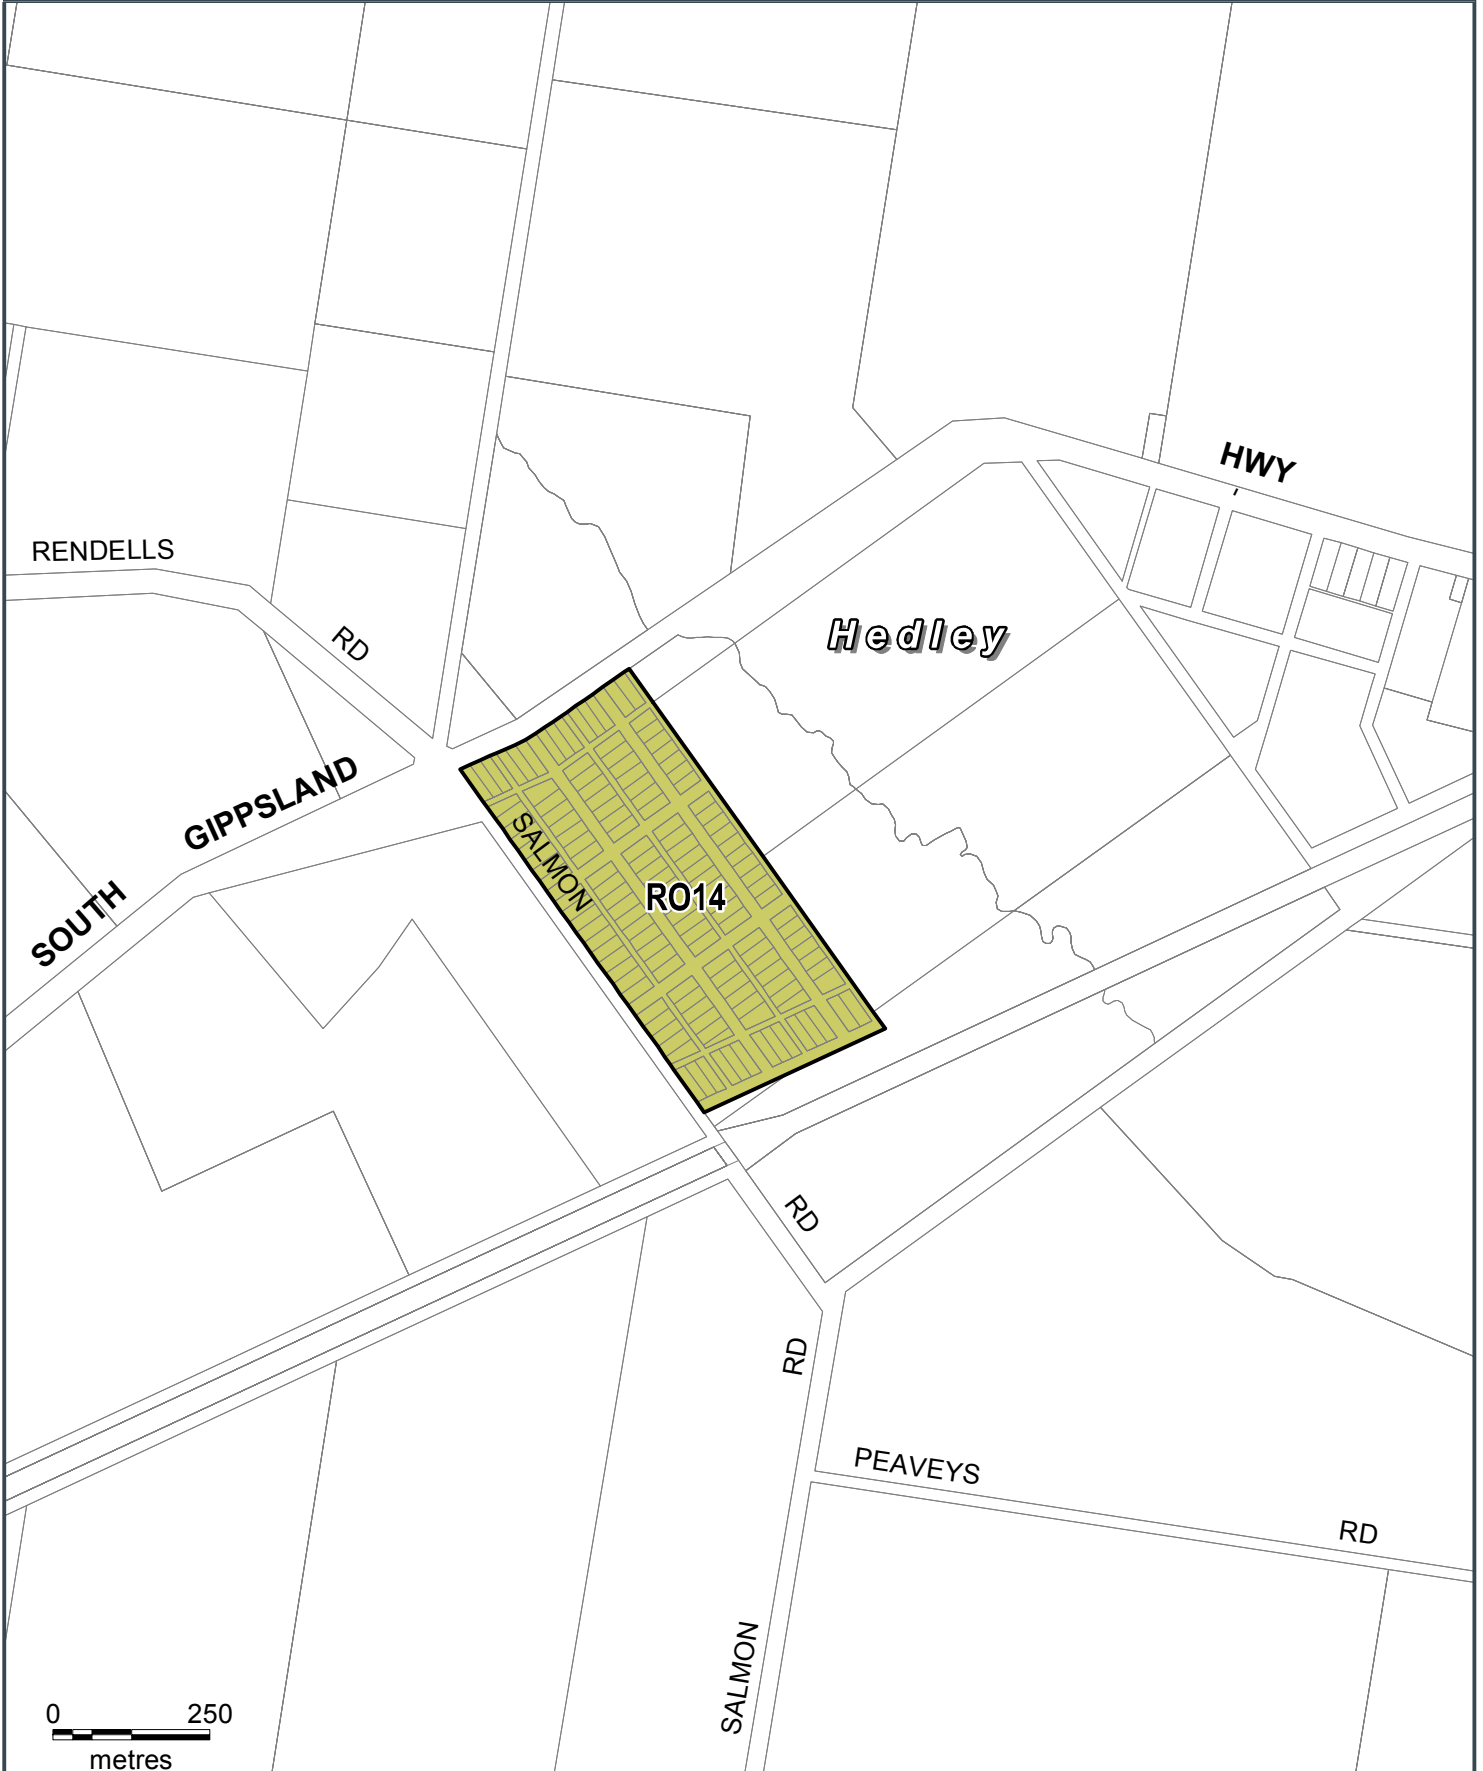 HWY
RENDELLS
RD
Hedley
SOUTH
GIPPSLAND
SALMON
RO14
RD
RD
PEAVEYS
RD
SALMON
0 250
metres